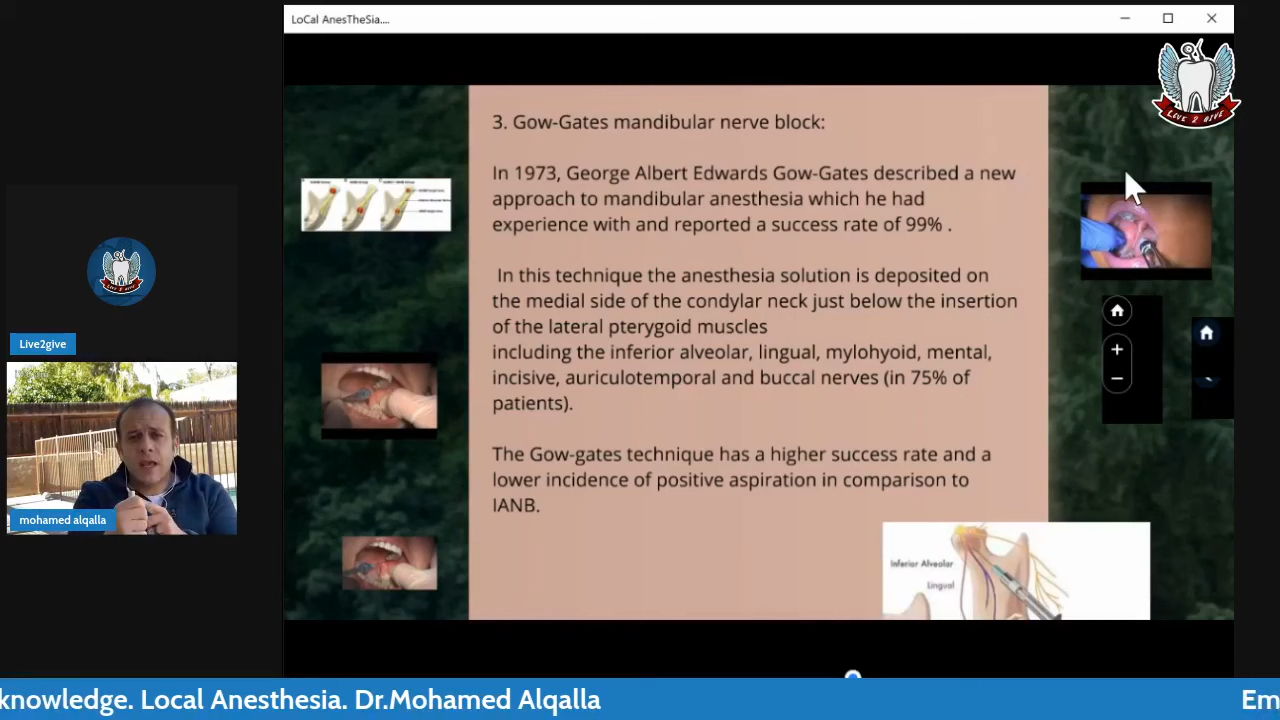 LoCal AnesTheSia....
LIVE 2 GIVE
3. Gow-Gates mandibular nerve block:
In 1973, George Albert Edwards Gow-Gates described a new
approach to mandibular anesthesia which he had
experience with and reported a success rate of 99% .
In this technique the anesthesia solution is deposited on
the medial side of the condylar neck just below the insertion
of the lateral pterygoid muscles
including the inferior alveolar, lingual, mylohyoid, mental,
incisive, auriculotemporal and buccal nerves (in 75% of
patients).
The Gow-gates technique has a higher success rate and a
lower incidence of positive aspiration in comparison to
IANB.
Inferior Alveolar
Lingual
Live2give
mohamed alqalla
knowledge. Local Anesthesia. Dr.Mohamed Alqalla
Em